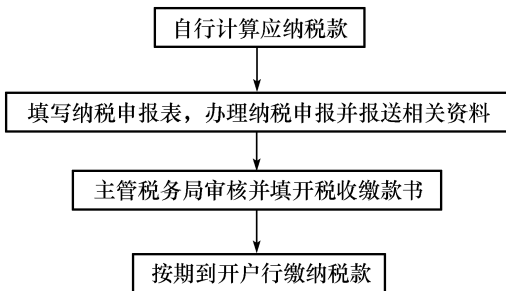 自行计算应纳税款
填写纳税申报表，办理纳税申报并报送相关资料
主管税务局审核并填开税收缴款书
按期到开户行缴纳税款